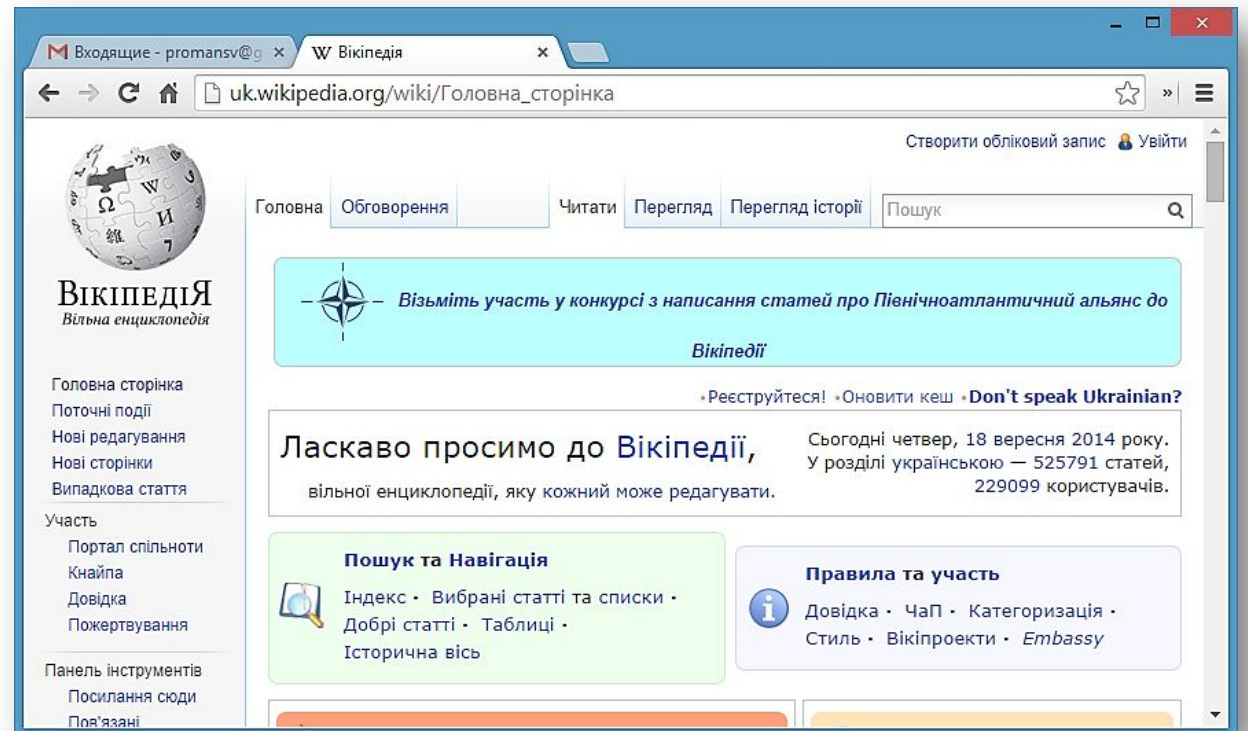 Входящие - promansv@g
Вікіпедія
uk.wikipedia.org/wiki/Головна_сторінка
Створити обліковий запис Увійти
Головна Обговорення Читати Перегляд Перегляд історії Пошук
ВІКІПЕДІЯ
Вільна енциклопедія
Візьміть участь у конкурсі з написання статей про Північноатлантичний альянс до
Вікіпедії
•Реєструйтеся! •Оновити кеш •Don't speak Ukrainian?
Ласкаво просимо до Вікіпедії,
вільної енциклопедії, яку кожний може редагувати.
Сьогодні четвер, 18 вересня 2014 року.
У розділі українською — 525791 статей,
229099 користувачів.
Головна сторінка
Поточні події
Нові редагування
Нові сторінки
Випадкова стаття
Участь
Портал спільноти
Кнайпа
Довідка
Пожертвування
Панель інструментів
Посилання сюди
Пов'язані
Пошук та Навігація
Індекс · Вибрані статті та списки ·
Добрі статті · Таблиці ·
Історична вісь
Правила та участь
Довідка · ЧаП · Категоризація ·
Стиль · Вікіпроекти · Embassy